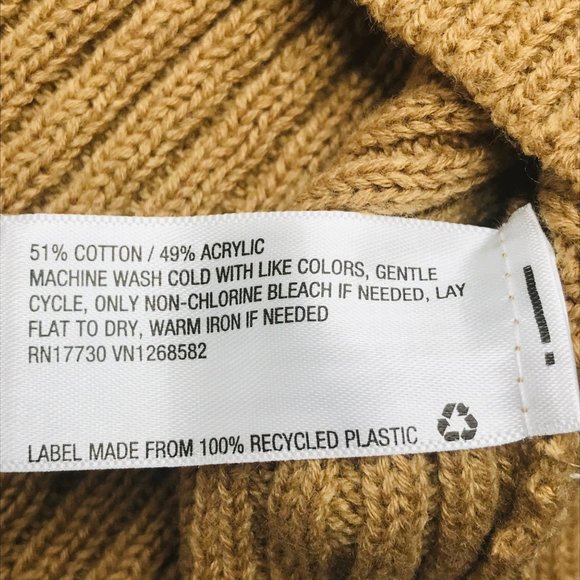 51% COTTON / 49% ACRYLIC
MACHINE WASH COLD WITH LIKE COLORS, GENTLE
CYCLE, ONLY NON-CHLORINE BLEACH IF NEEDED, LAY
FLAT TO DRY, WARM IRON IF NEEDED
RN17730 VN1268582
LABEL MADE FROM 100% RECYCLED PLASTIC